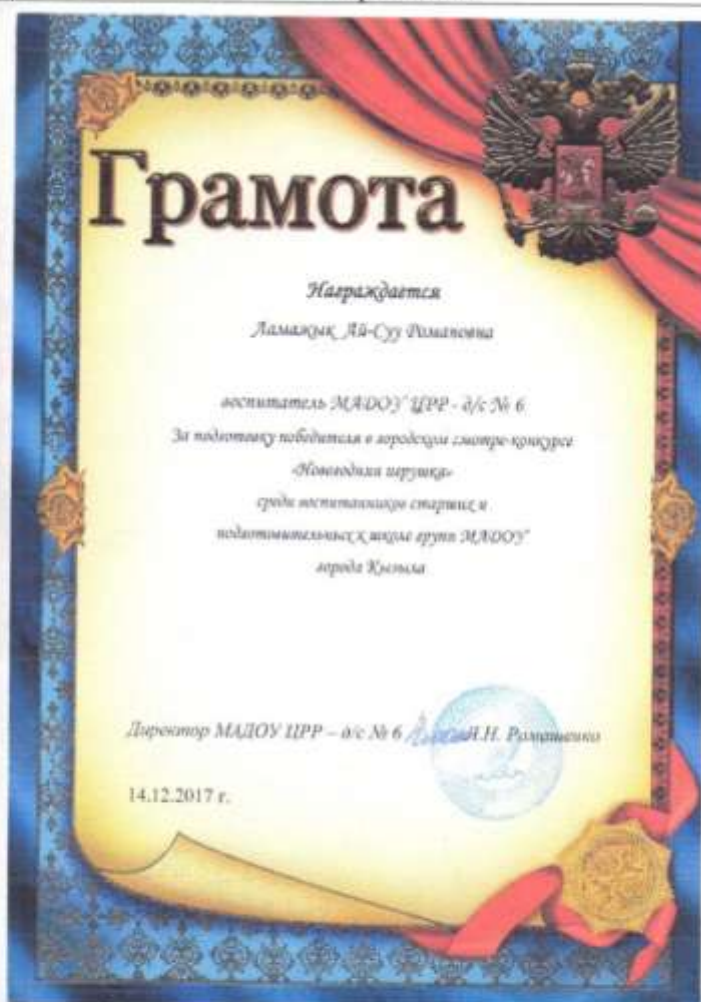 Грамота
Награждается
Ламажык Ай-Суу Романовна
воспитатель МАДОУ ЦРР - д/с № 6
За подготовку победителя в городском смотре-конкурсе
«Новогодняя игрушка»
среди воспитанников старших и
подготовительных к школе групп МАДОУ
города Кызыла
Директор МАДОУ ЦРР – д/с № 6 Н. Ромашенко
14.12.2017 г.